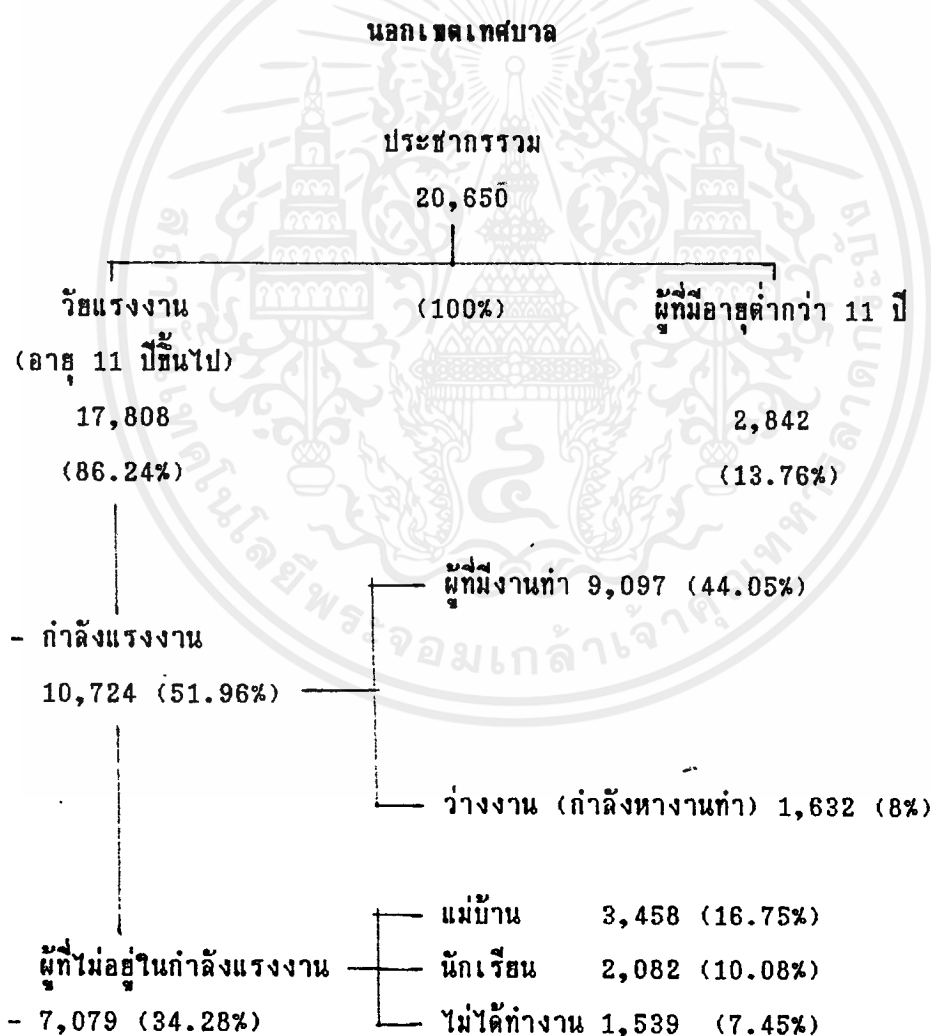 นอกเขตเทศบาล
ประชากรรวม
20,650
วัยแรงงาน (100%) ผู้ที่มีอายุต่ำกว่า 11 ปี
(อายุ 11 ปีขึ้นไป)
17,808 2,842
(86.24%) (13.76%)
ผู้ที่มีงานทำ 9,097 (44.05%)
- กำลังแรงงาน
10,724 (51.96%)
ว่างงาน (กำลังหางานทำ) 1,632 (8%)
แม่บ้าน 3,458 (16.75%)
ผู้ที่ไม่อยู่ในกำลังแรงงาน นักเรียน 2,082 (10.08%)
- 7,079 (34.28%) ไม่ได้ทำงาน 1,539 (7.45%)